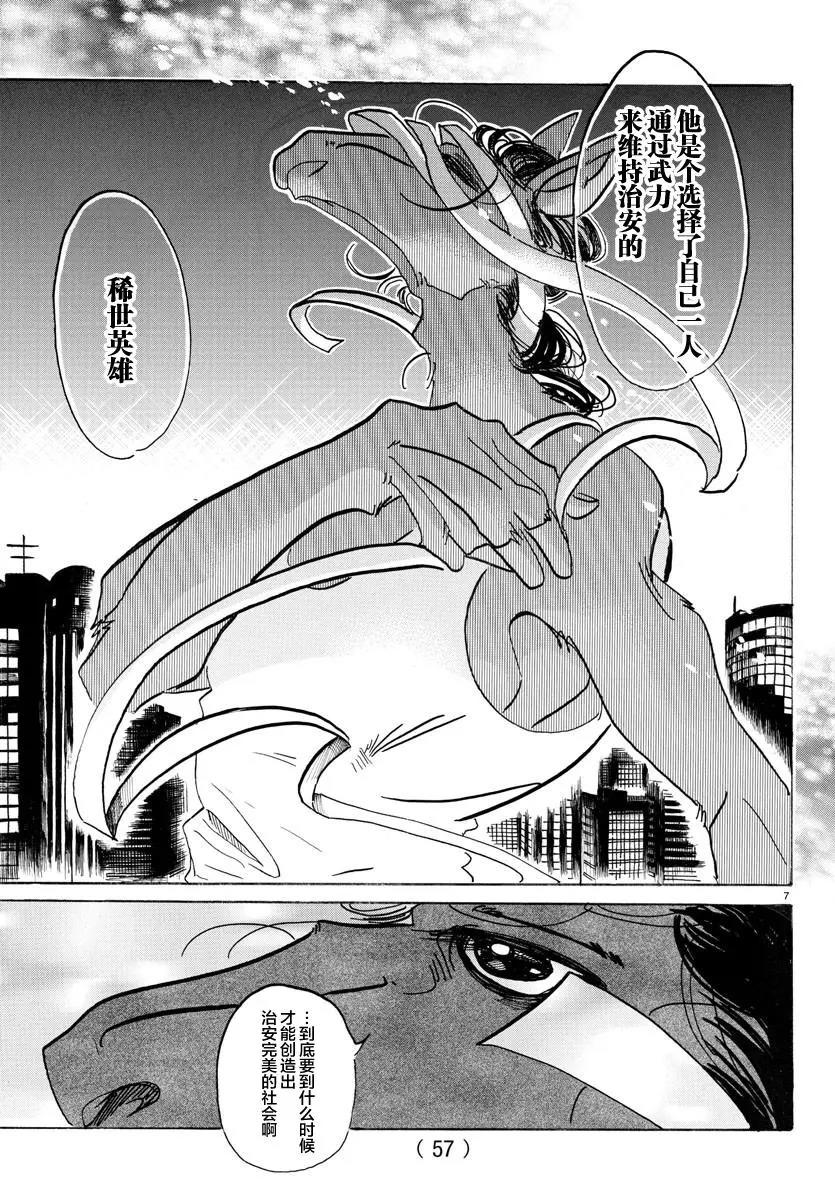 他是个选择了自己一人
通过武力
来维持治安的
稀世英雄
7
…到底要到什么时候
才能创造出
治安完美的社会啊
（57）